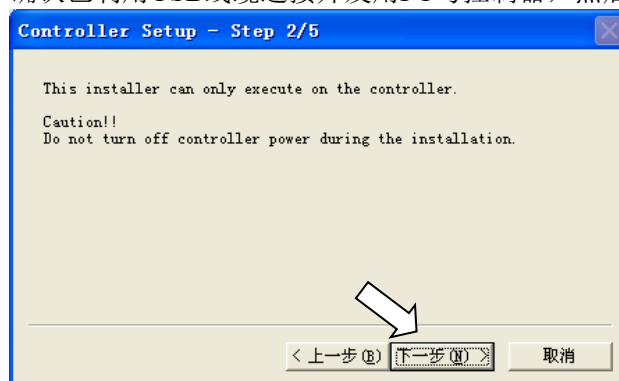 Controller Setup - Step 2/5
This installer can only execute on the controller.
Caution!!
Do not turn off controller power during the installation.
< 上一步(B) 下一步(N) > 取消